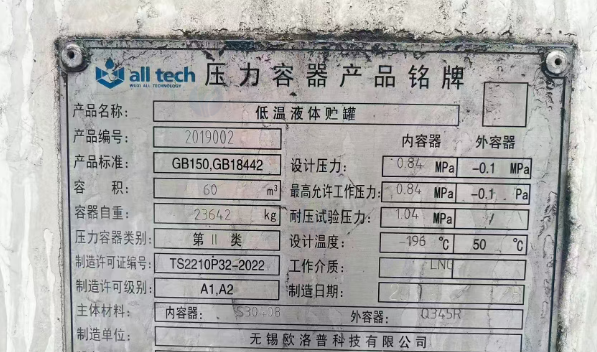 all tech 压力容器产品铭牌
WUXI ALL TECHNOLOGY
产品名称: 低温液体贮罐
产品编号: 2019002 内容器 外容器
产品标准: GB150,GB18442 设计压力: 0.84 MPa -0.1 MPa
容 积: 60 m³ 最高允许工作压力: 0.84 MPa -0.1 Pa
容器自重: 23642 kg 耐压试验压力: 1.04 MPa /
压力容器类别: 第 II 类 设计温度: -196 °C 50 °C
制造许可证编号: TS2210P32-2022 工作介质: LNG
制造许可级别: A1,A2 制造日期:
主体材料: 内容器: S30408 外容器: Q345R
制造单位: 无锡欧洛普科技有限公司